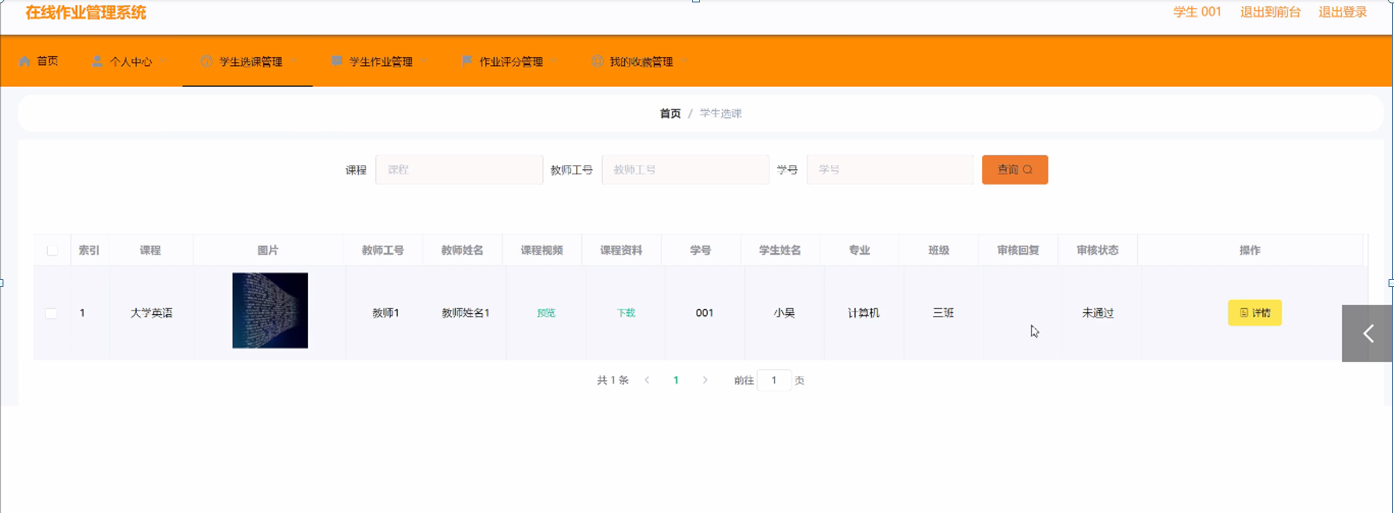 在线作业管理系统 学生 001 退出到前台 退出登录
首页 个人中心 学生选课管理 学生作业管理 作业评分管理 我的收藏管理
首页 / 学生选课
课程 课程 教师工号 教师工号 学号 学号 查询
索引 课程 图片 教师工号 教师姓名 课程视频 课程资料 学号 学生姓名 专业 班级 审核回复 审核状态 操作
1 大学英语 教师1 教师姓名1 预览 下载 001 小吴 计算机 三班 未通过 详情
共 1 条 1 前往 1 页